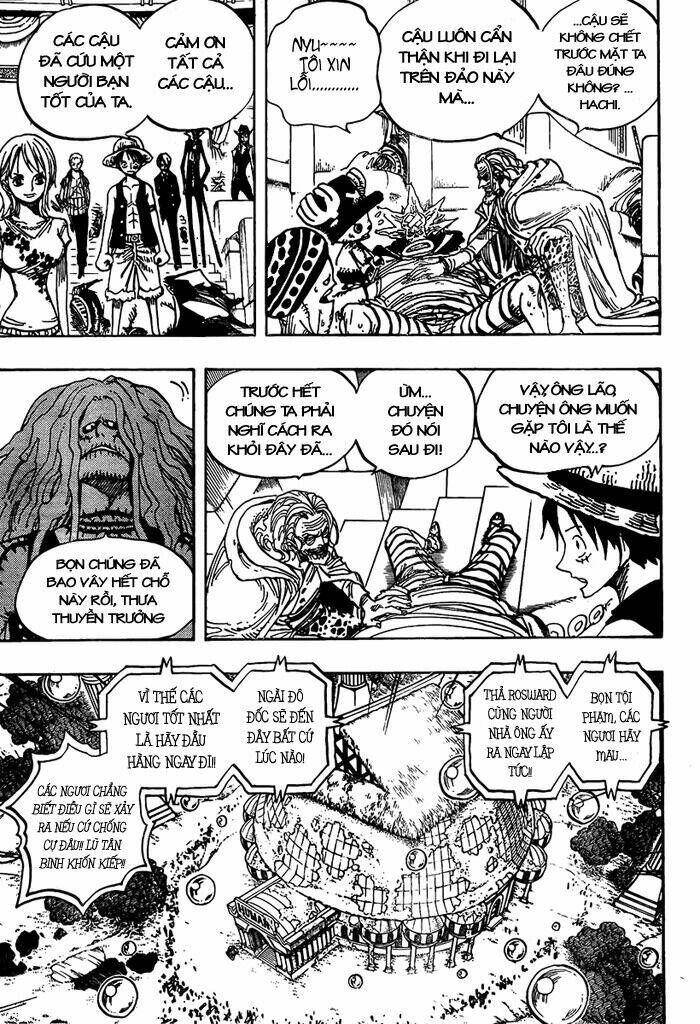 ...CẬU SẼ
KHÔNG CHẾT
TRƯỚC MẶT TA
ĐÂU ĐÚNG
KHÔNG? ...
HACHI.
CẬU LUÔN CẨN
THẬN KHI ĐI LẠI
TRÊN ĐẢO NÀY
MÀ...
NYU~~~~
TÔI XIN
LỖI............
CẢM ƠN
TẤT CẢ
CÁC CẬU...
CÁC CẬU
ĐÃ CỨU MỘT
NGƯỜI BẠN
TỐT CỦA TA.
VẬY, ÔNG LÃO,
CHUYỆN ÔNG MUỐN
GẶP TÔI LÀ THẾ
NÀO VẬY...?
ỪM...
CHUYỆN
ĐÓ NÓI
SAU ĐI!
TRƯỚC HẾT
CHÚNG TA PHẢI
NGHĨ CÁCH RA
KHỎI ĐÂY ĐÃ...
BỌN CHÚNG ĐÃ
BAO VÂY HẾT CHỖ
NÀY RỒI, THƯA
THUYỀN TRƯỞNG
BỌN TỘI
PHẠM, CÁC
NGƯƠI HÃY
MAU...
THẢ ROSWARD
CÙNG NGƯỜI
NHÀ ÔNG ẤY
RA NGAY LẬP
TỨC!!
NGÀI ĐÔ
ĐỐC SẼ ĐẾN
ĐÂY BẤT CỨ
LÚC NÀO!
VÌ THẾ CÁC
NGƯƠI TỐT NHẤT
LÀ HÃY ĐẦU
HÀNG NGAY ĐI!!
CÁC NGƯƠI CHẲNG
BIẾT ĐIỀU GÌ SẼ XẢY
RA NẾU CỨ CHỐNG
CỰ ĐÂU!! LŨ TÂN
BINH KHỐN KIẾP!!
HUMAN